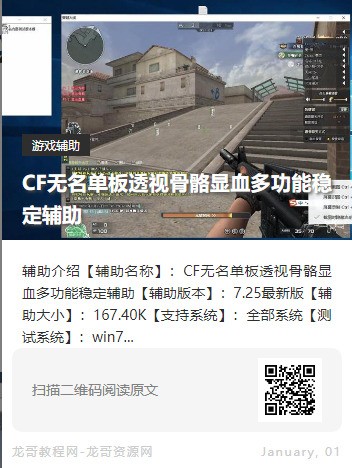 游戏辅助
CF无名单板透视骨骼显血多功能稳
定辅助
辅助介绍【辅助名称】：CF无名单板透视骨骼显
血多功能稳定辅助【辅助版本】：7.25最新版【辅
助大小】：167.40K【支持系统】：全部系统【测
试系统】：win7...
扫描二维码阅读原文
龙哥教程网-龙哥资源网
January, 01